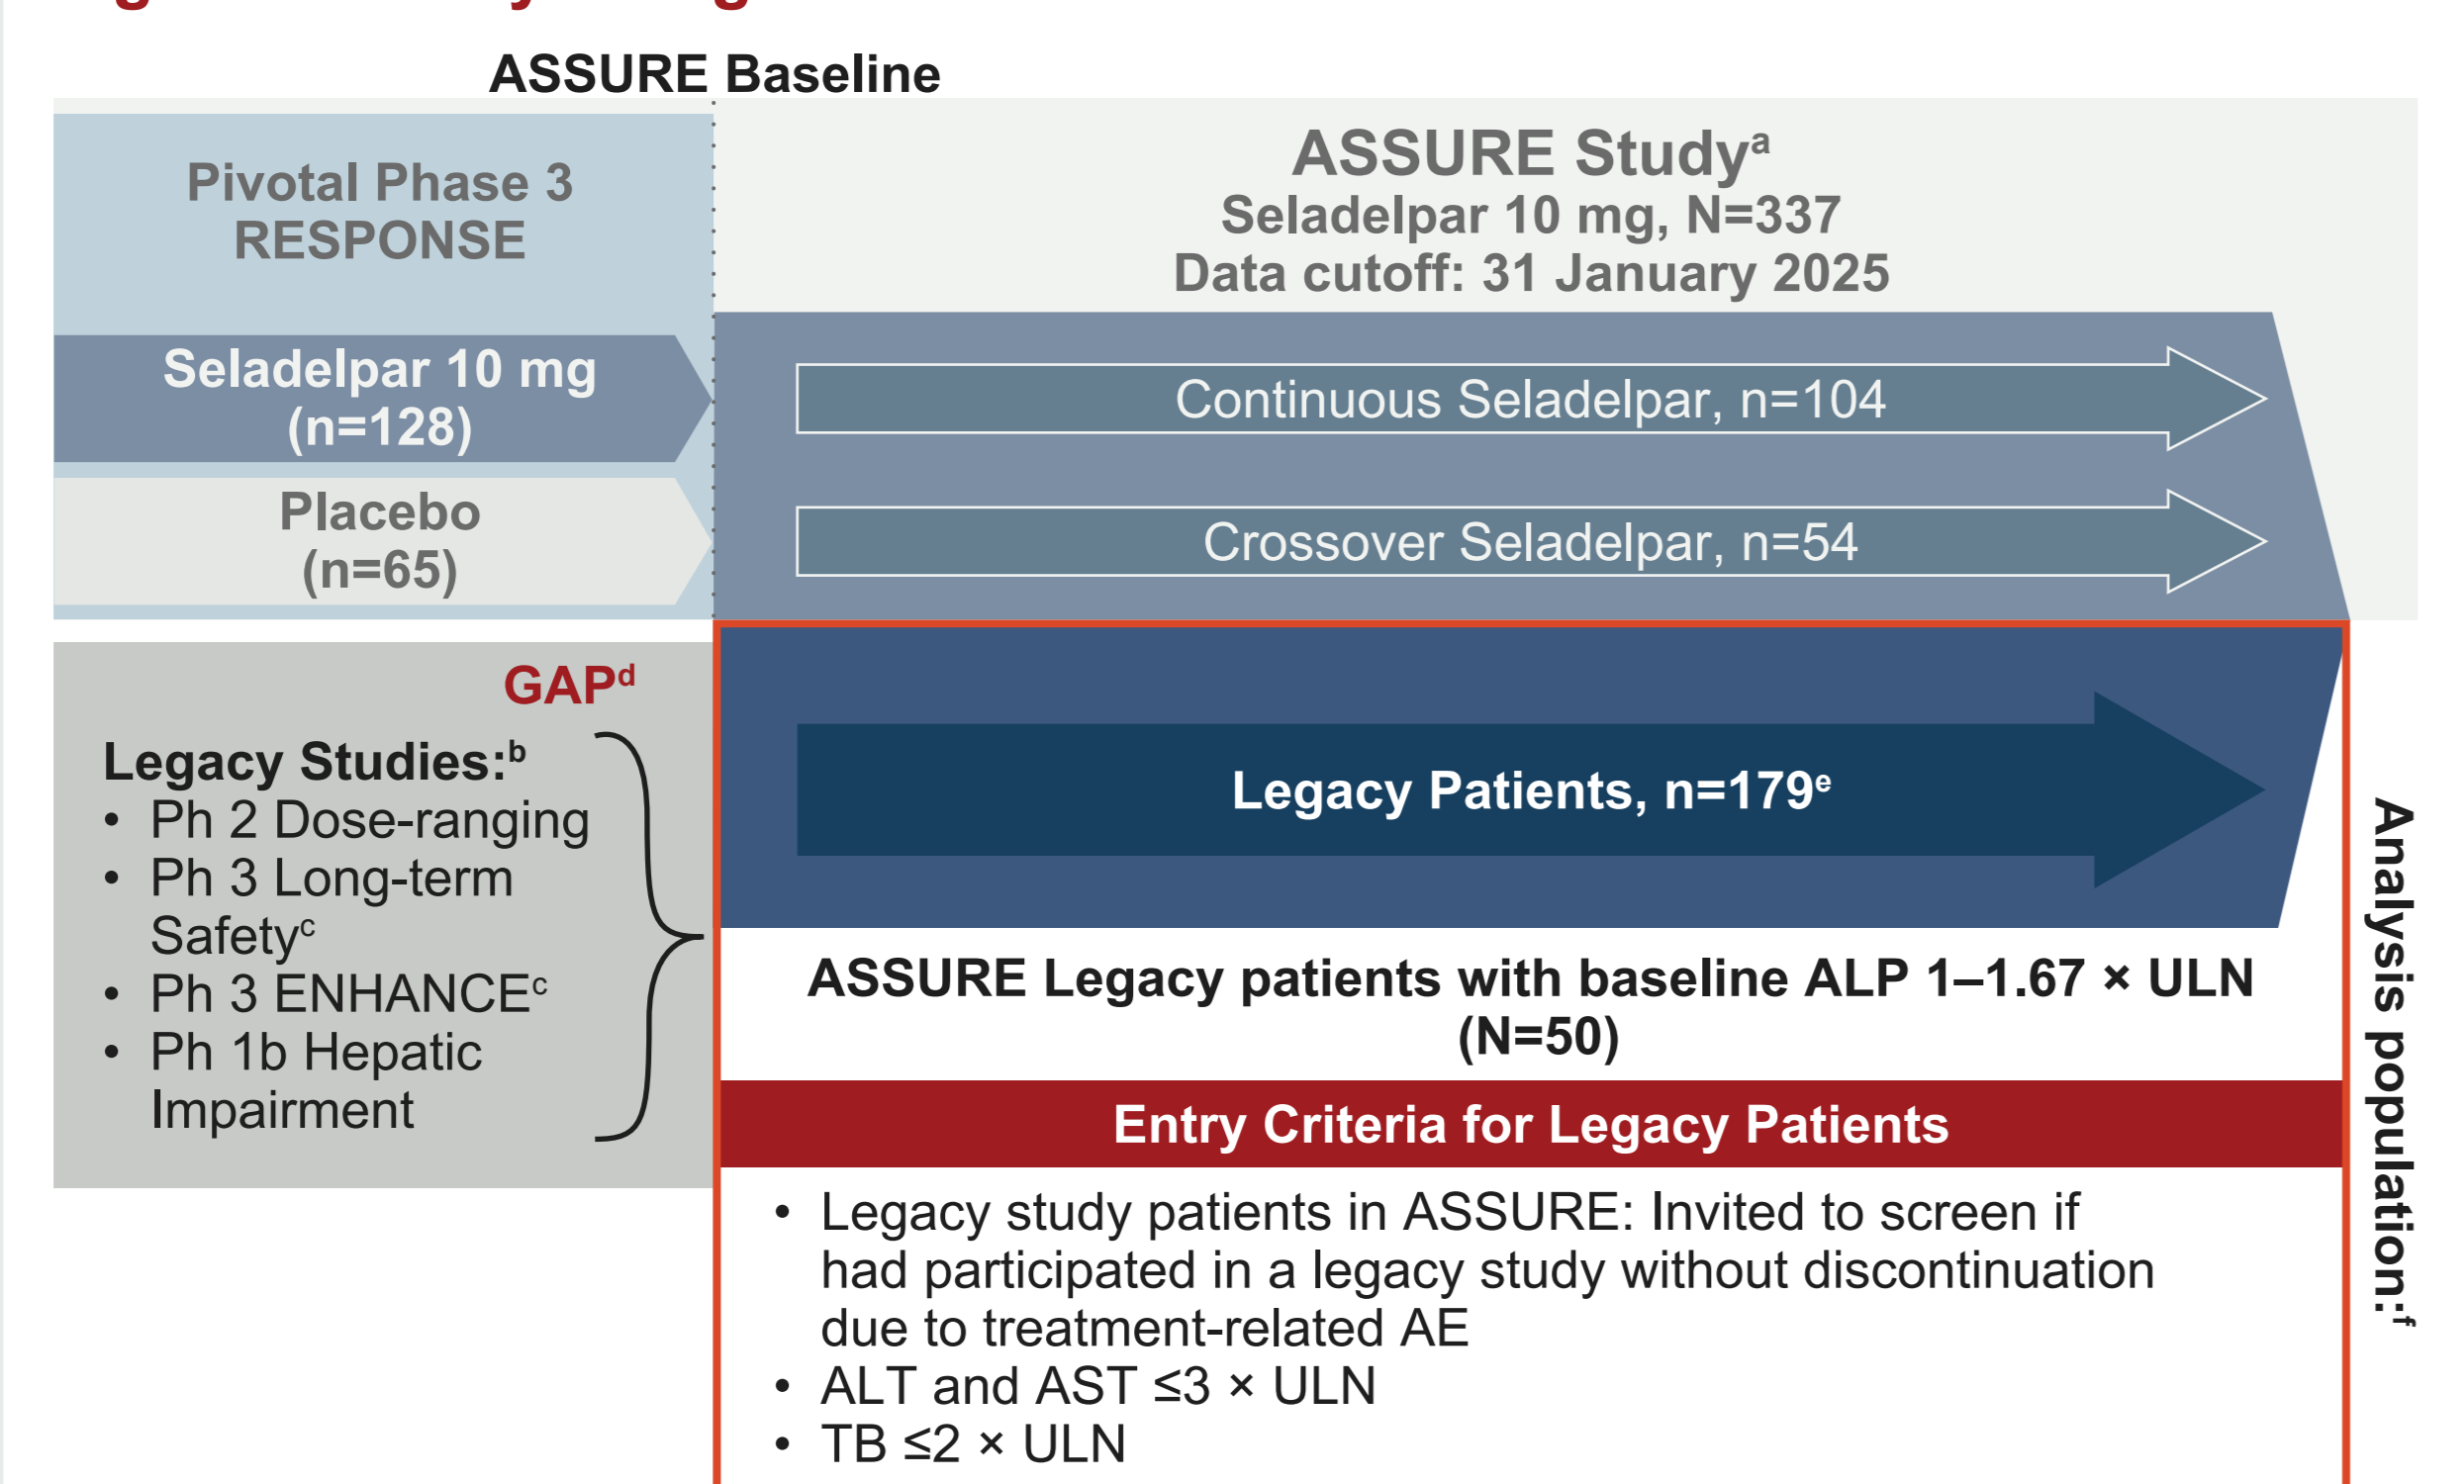 ASSURE Baseline
Pivotal Phase 3
RESPONSE
ASSURE Studyᵃ
Seladelpar 10 mg, N=337
Data cutoff: 31 January 2025
Seladelpar 10 mg
(n=128)
Continuous Seladelpar, n=104
Placebo
(n=65)
Crossover Seladelpar, n=54
GAPᵈ
Legacy Studies:ᵇ
• Ph 2 Dose-ranging
• Ph 3 Long-term
Safetyᶜ
• Ph 3 ENHANCEᶜ
• Ph 1b Hepatic
Impairment
Legacy Patients, n=179ᵉ
ASSURE Legacy patients with baseline ALP 1–1.67 × ULN
(N=50)
Entry Criteria for Legacy Patients
• Legacy study patients in ASSURE: Invited to screen if
had participated in a legacy study without discontinuation
due to treatment-related AE
• ALT and AST ≤3 × ULN
• TB ≤2 × ULN
Analysis population:ᶠ